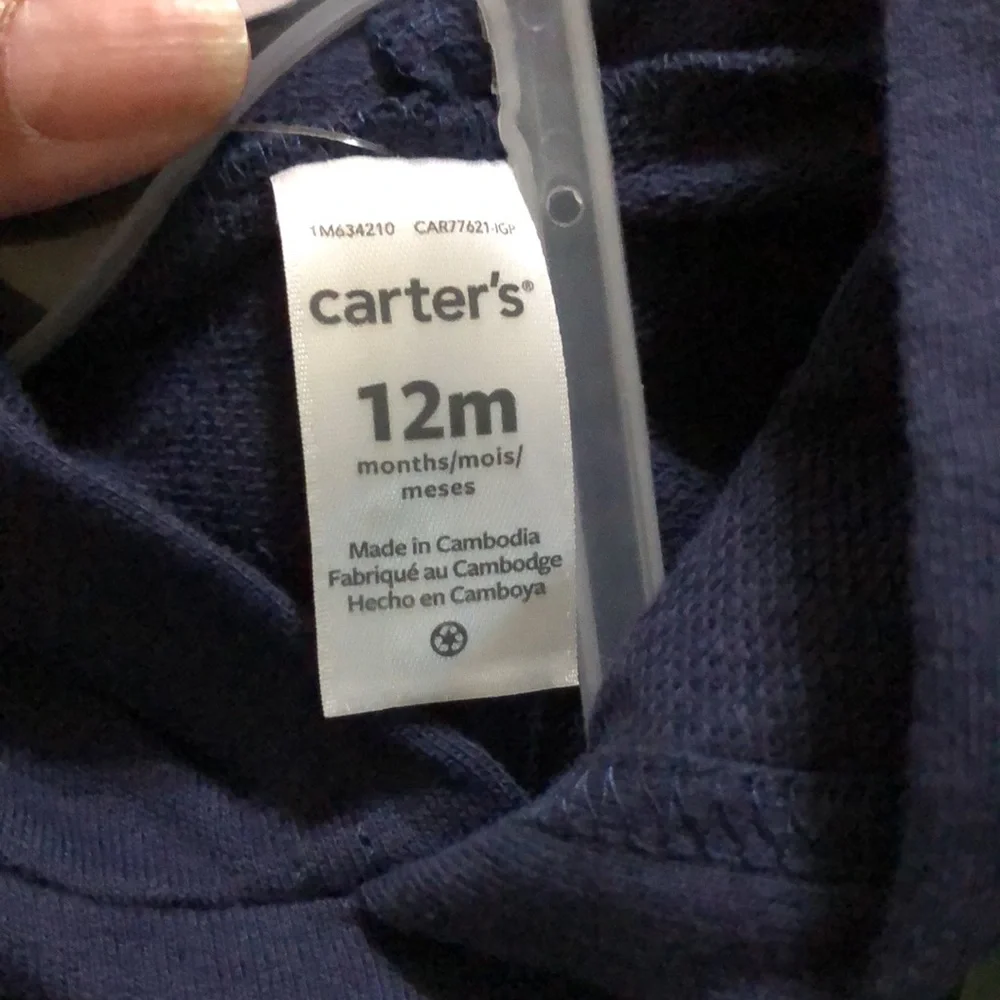 1M634210 CAR77621-IGP
carter's®
12m
months/mois/
meses
Made in Cambodia
Fabriqué au Cambodge
Hecho en Camboya